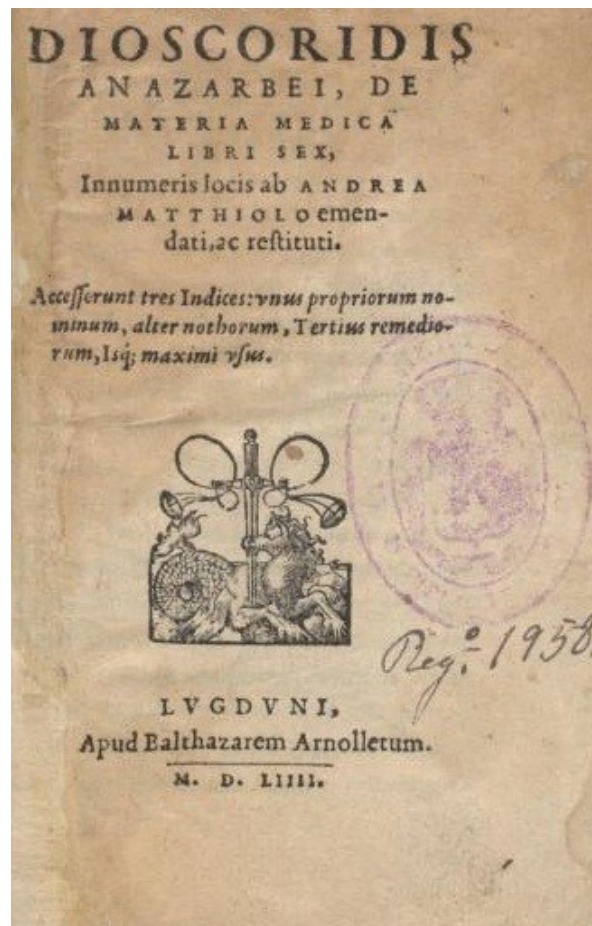 DIOSCORIDIS
ANAZARBEI, DE
MATERIA MEDICA
LIBRI SEX,
Innumeris locis ab ANDREA
MATTHIOLO emen-
dati, ac reſtituti.
Acceſſerunt tres Indices: vnus propriorum no-
minum, alter nothorum, Tertius remedio-
rum, Isq́; maximi vſus.
Reg.º 1958
LVGDVNI,
Apud Balthazarem Arnolletum.
M. D. LIIII.